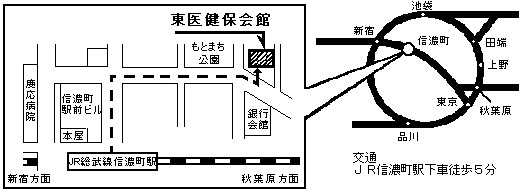 東医健保会館
もとまち
公園
慶応病院
信濃町
駅前ビル
本屋
銀行
会館
JR総武線信濃町駅
新宿方面
秋葉原方面
池袋
新宿
信濃町
田端
上野
東京
秋葉原
品川
交通
ＪＲ信濃町駅下車徒歩５分